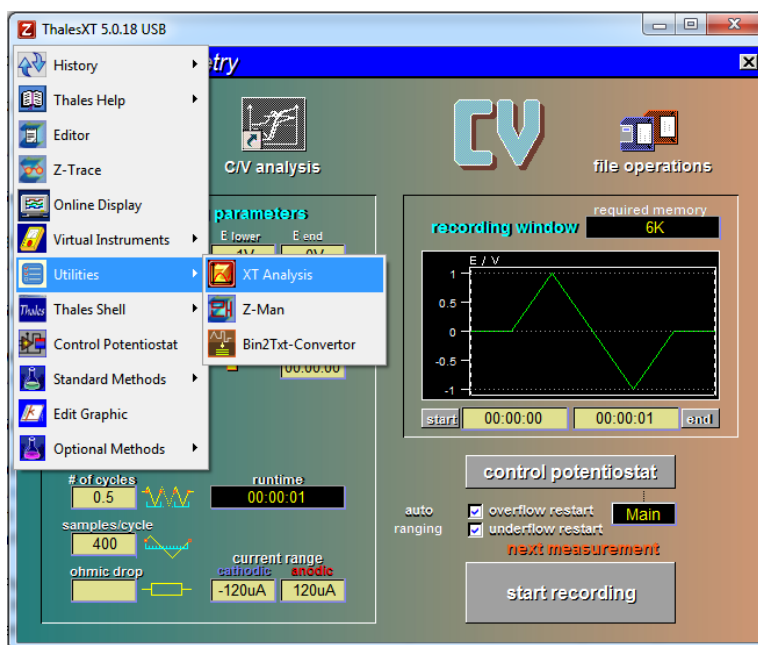 ThalesXT 5.0.18 USB
etry
History
Thales Help
Editor
Z-Trace
Online Display
Virtual Instruments
Utilities
Thales Shell
Control Potentiostat
Standard Methods
Edit Graphic
Optional Methods
XT Analysis
Z-Man
Bin2Txt-Convertor
C/V analysis
CV
file operations
parameters
E lower E end
00:00:00
recording window
required memory
6K
E / V
1
0.5
0
-0.5
-1
start 00:00:00 00:00:01 end
# of cycles runtime
0.5 00:00:01
samples/cycle
400
ohmic drop
current range
cathodic anodic
-120uA 120uA
control potentiostat
auto ranging
overflow restart
underflow restart
Main
next measurement
start recording